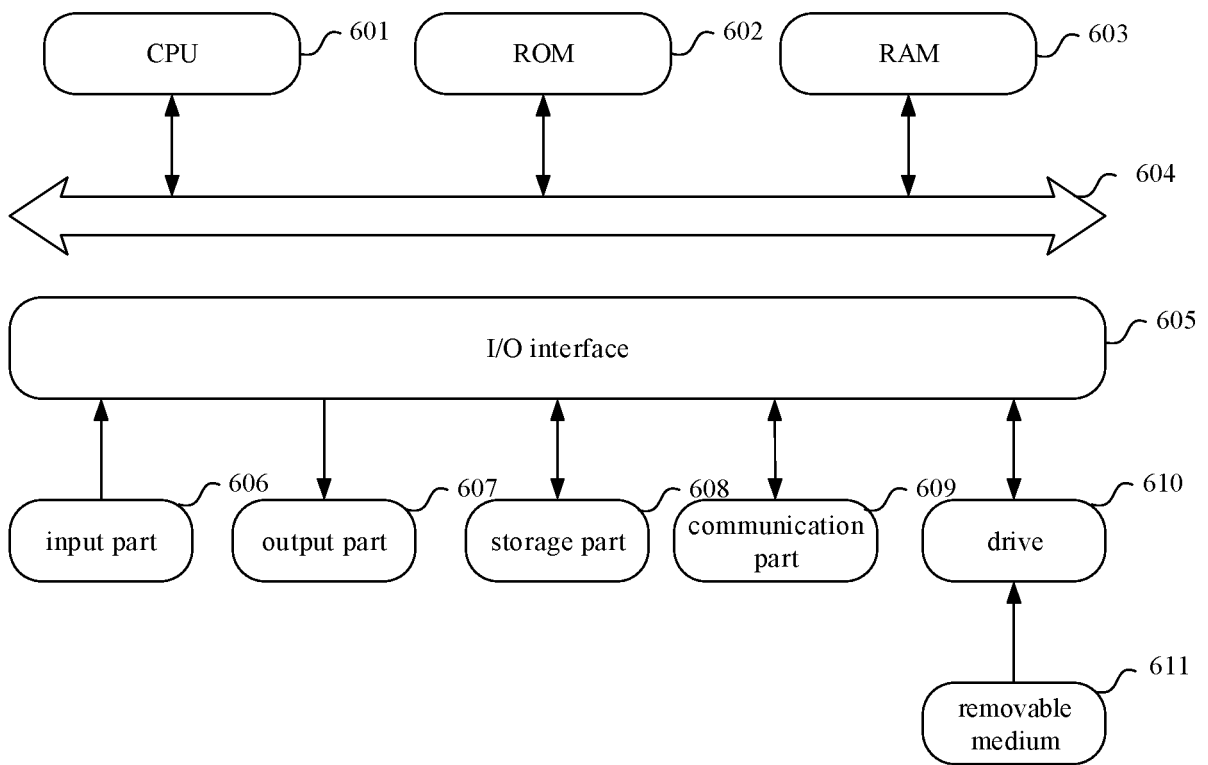 CPU
601
ROM
602
RAM
603
604
I/O interface
605
input part
606
output part
607
storage part
608
communication
part
609
drive
610
removable
medium
611